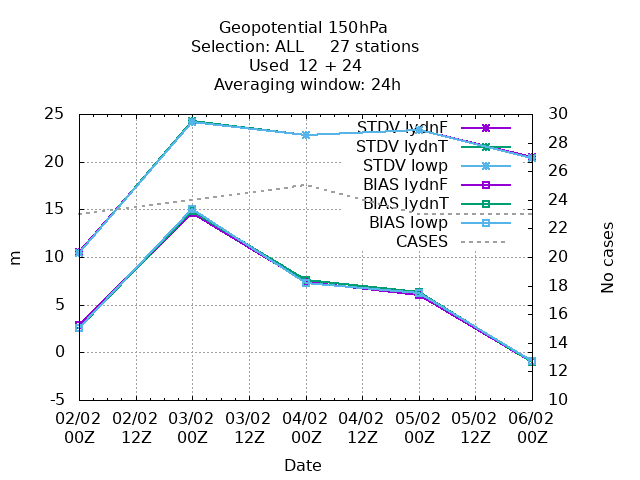 Geopotential 150hPa
Selection: ALL 27 stations
Used 12 + 24
Averaging window: 24h
25 30
28
20 26
24
15 22
10 20
18
5 16
14
0 12
-5 10
STDV lydnF
STDV lydnT
STDV lowp
BIAS lydnF
BIAS lydnT
BIAS lowp
CASES
m
No cases
02/02 02/02 03/02 03/02 04/02 04/02 05/02 05/02 06/02
00Z 12Z 00Z 12Z 00Z 12Z 00Z 12Z 00Z
Date